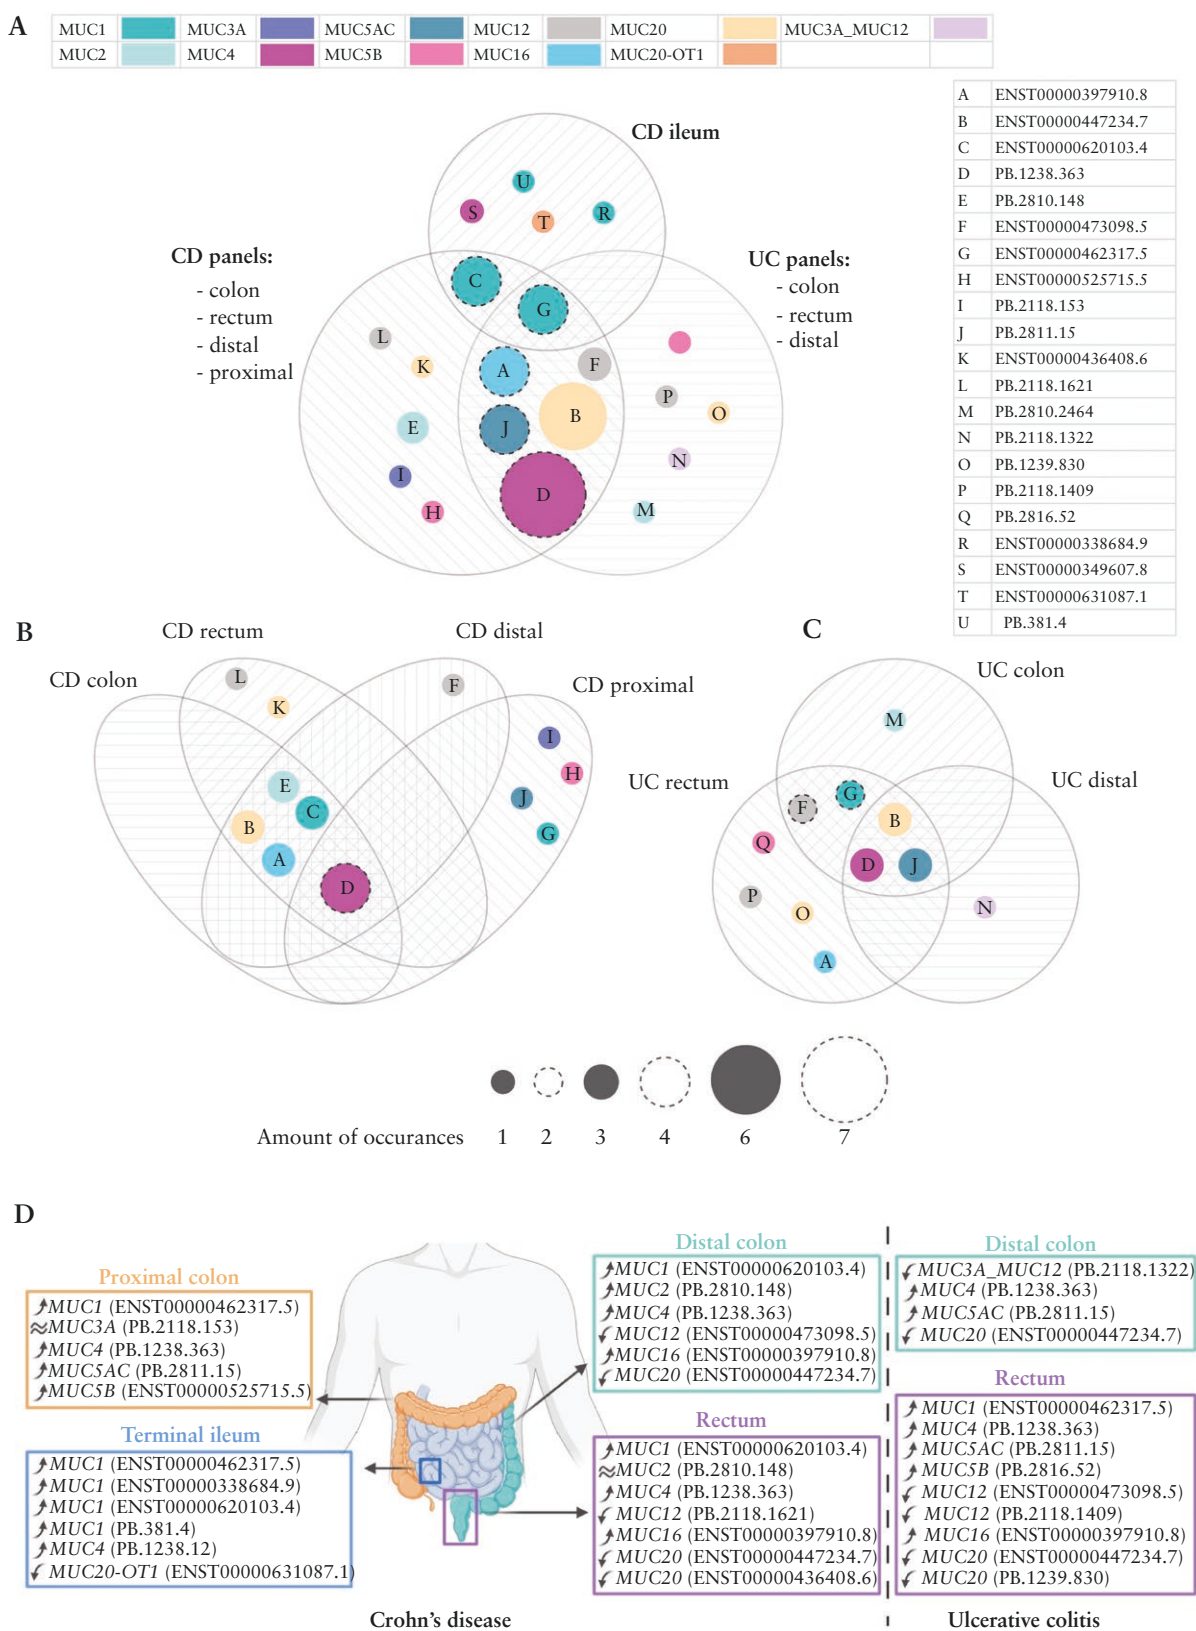 A
MUC1 MUC3A MUC5AC MUC12 MUC20 MUC3A_MUC12
MUC2 MUC4 MUC5B MUC16 MUC20-OT1
A ENST00000397910.8
B ENST00000447234.7
C ENST00000620103.4
D PB.1238.363
E PB.2810.148
F ENST00000473098.5
G ENST00000462317.5
H ENST00000525715.5
I PB.2118.153
J PB.2811.15
K ENST00000436408.6
L PB.2118.1621
M PB.2810.2464
N PB.2118.1322
O PB.1239.830
P PB.2118.1409
Q PB.2816.52
R ENST00000338684.9
S ENST00000349607.8
T ENST00000631087.1
U PB.381.4
CD ileum
U
S
T
R
CD panels:
- colon
- rectum
- distal
- proximal
UC panels:
- colon
- rectum
- distal
C
G
L
K
A
F
E
J
B
P
O
I
N
H
D
M
B
CD rectum
CD distal
CD colon
CD proximal
L
K
F
I
H
J
G
E
C
B
A
D
C
UC colon
UC rectum
UC distal
M
F
G
B
Q
D
J
P
O
N
A
Amount of occurances 1 2 3 4 6 7
D
Proximal colon
MUC1 (ENST00000462317.5)
≈MUC3A (PB.2118.153)
MUC4 (PB.1238.363)
MUC5AC (PB.2811.15)
MUC5B (ENST00000525715.5)
Terminal ileum
MUC1 (ENST00000462317.5)
MUC1 (ENST00000338684.9)
MUC1 (ENST00000620103.4)
MUC1 (PB.381.4)
MUC4 (PB.1238.12)
MUC20-OT1 (ENST00000631087.1)
Distal colon
MUC1 (ENST00000620103.4)
MUC2 (PB.2810.148)
MUC4 (PB.1238.363)
MUC12 (ENST00000473098.5)
MUC16 (ENST00000397910.8)
MUC20 (ENST00000447234.7)
Rectum
MUC1 (ENST00000620103.4)
≈MUC2 (PB.2810.148)
MUC4 (PB.1238.363)
MUC12 (PB.2118.1621)
MUC16 (ENST00000397910.8)
MUC20 (ENST00000447234.7)
MUC20 (ENST00000436408.6)
Distal colon
MUC3A_MUC12 (PB.2118.1322)
MUC4 (PB.1238.363)
MUC5AC (PB.2811.15)
MUC20 (ENST00000447234.7)
Rectum
MUC1 (ENST00000462317.5)
MUC4 (PB.1238.363)
MUC5AC (PB.2811.15)
MUC5B (PB.2816.52)
MUC12 (ENST00000473098.5)
MUC12 (PB.2118.1409)
MUC16 (ENST00000397910.8)
MUC20 (ENST00000447234.7)
MUC20 (PB.1239.830)
Crohn's disease
Ulcerative colitis